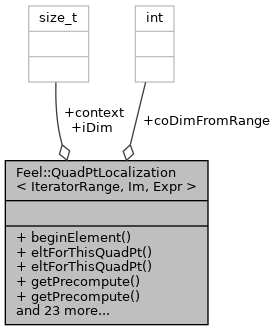 size_t
int
+context
+iDim
+coDimFromRange
Feel::QuadPtLocalization
< IteratorRange, Im, Expr >
+ beginElement()
+ eltForThisQuadPt()
+ eltForThisQuadPt()
+ getPrecompute()
+ getPrecompute()
and 23 more...